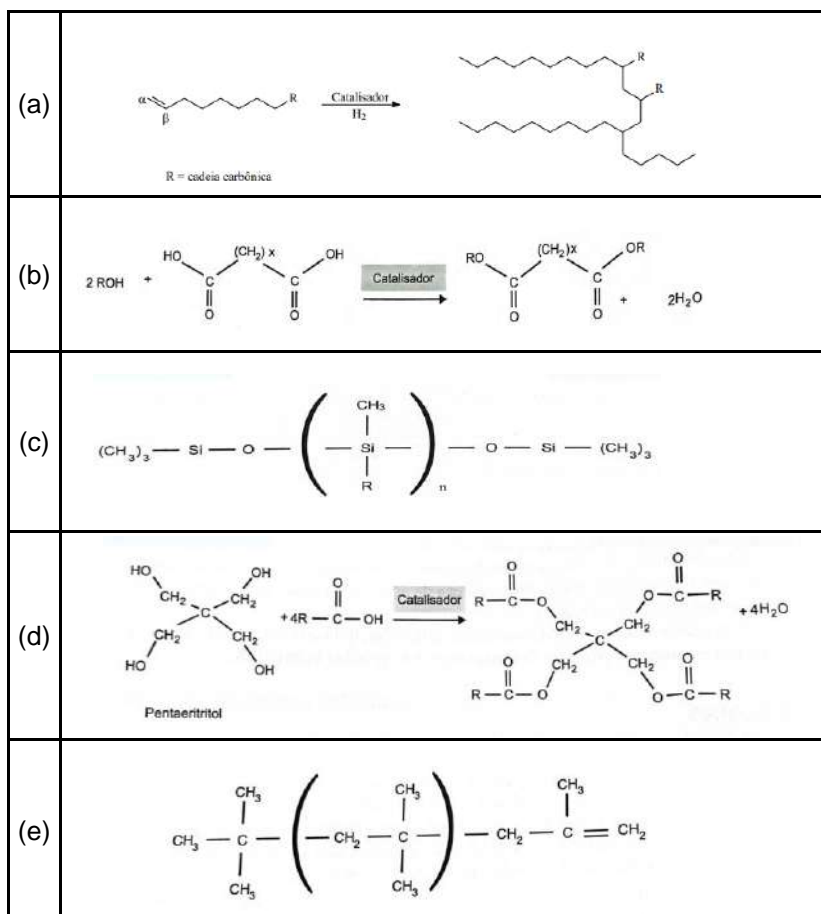 (a)
α
β
R
Catalisador
H₂
R
R
R = cadeia carbônica
(b)
2 ROH +
HO
(CH₂) x
OH
C
C
O
O
Catalisador
RO
(CH₂)x
OR
C
C
O
O
+ 2H₂O
(c)
CH₃
(CH₃)₃ — Si — O — ( — Si — ) — O — Si — (CH₃)₃
R
n
(d)
HO
OH
CH₂
CH₂
C
CH₂
CH₂
HO
OH
Pentaeritritol
O
+ 4R — C — OH
Catalisador
O
R — C — O
CH₂
O
O — C — R
CH₂
C
CH₂
CH₂
O
R — C — O
O
O — C — R
+ 4H₂O
(e)
CH₃
CH₃
CH₃
CH₃ — C — ( — CH₂ — C — ) — CH₂ — C = CH₂
CH₃
CH₃